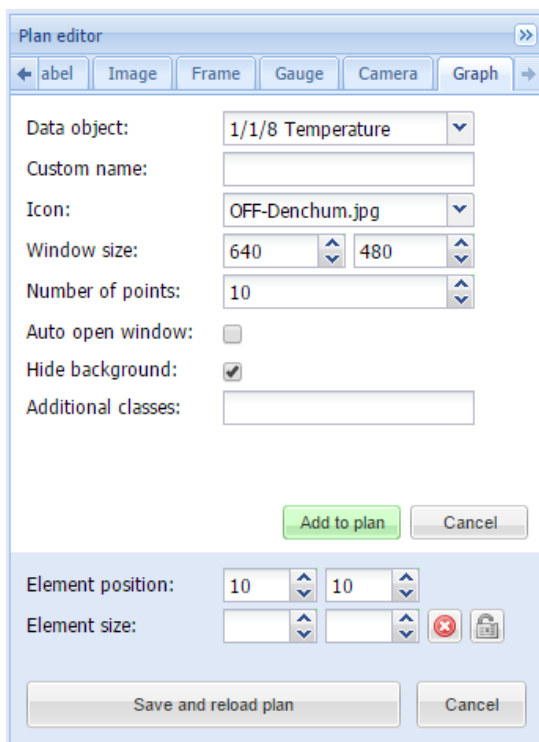 Plan editor
abel Image Frame Gauge Camera Graph
Data object: 1/1/8 Temperature
Custom name:
Icon: OFF-Denchum.jpg
Window size: 640 480
Number of points: 10
Auto open window:
Hide background:
Additional classes:
Add to plan Cancel
Element position: 10 10
Element size:
Save and reload plan Cancel